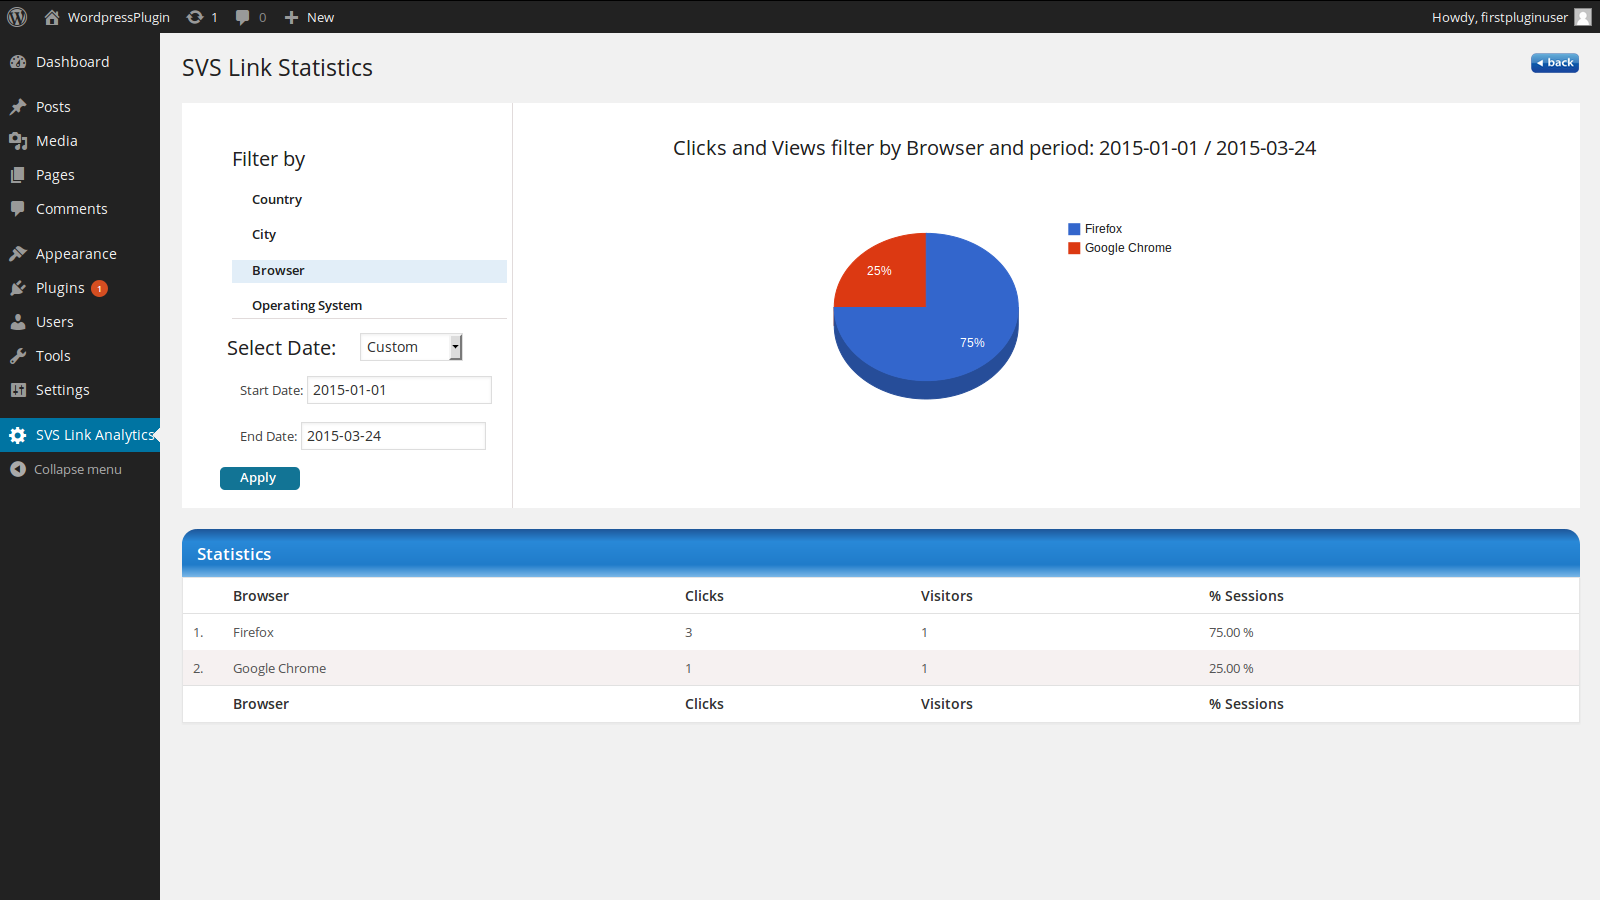 WordpressPlugin 1 0 New Howdy, firstpluginuser
Dashboard
Posts
Media
Pages
Comments
Appearance
Plugins 1
Users
Tools
Settings
SVS Link Analytics
Collapse menu
SVS Link Statistics
back
Filter by
Country
City
Browser
Operating System
Select Date: Custom
Start Date: 2015-01-01
End Date: 2015-03-24
Apply
Clicks and Views filter by Browser and period: 2015-01-01 / 2015-03-24
Firefox
Google Chrome
25%
75%
Statistics
Browser Clicks Visitors % Sessions
1. Firefox 3 1 75.00 %
2. Google Chrome 1 1 25.00 %
Browser Clicks Visitors % Sessions